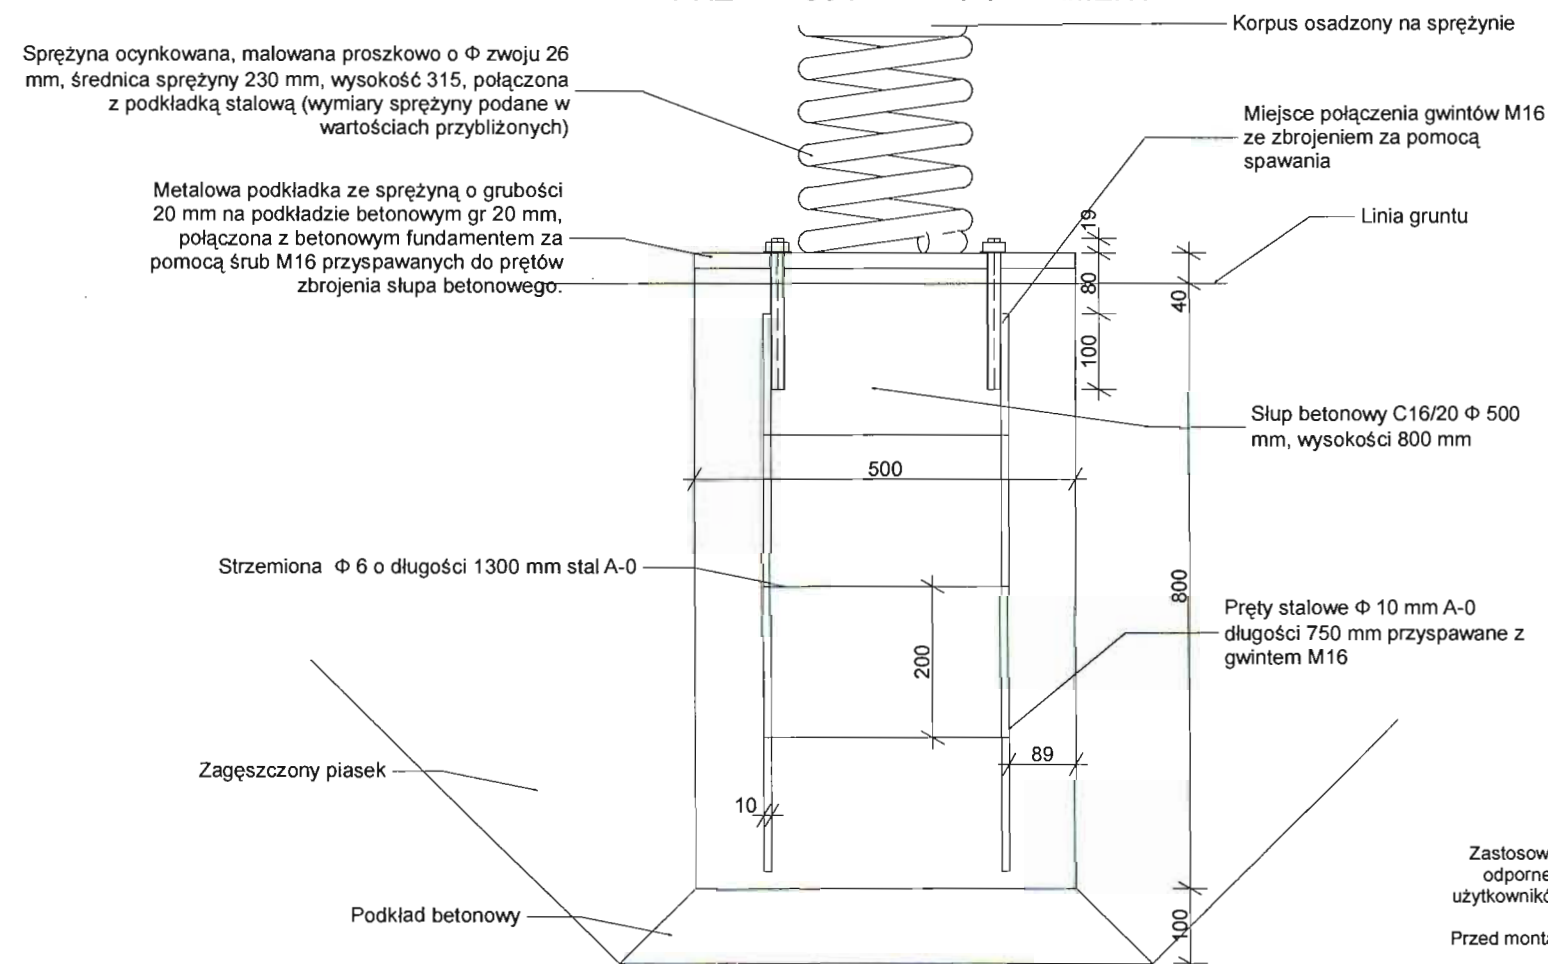 Korpus osadzony na sprężynie
Sprężyna ocynkowana, malowana proszkowo o Φ zwoju 26
mm, średnica sprężyny 230 mm, wysokość 315, połączona
z podkładką stalową (wymiary sprężyny podane w
wartościach przybliżonych)
Miejsce połączenia gwintów M16
ze zbrojeniem za pomocą
spawania
Metalowa podkładka ze sprężyną o grubości
20 mm na podkładzie betonowym gr 20 mm,
połączona z betonowym fundamentem za
pomocą śrub M16 przyspawanych do prętów
zbrojenia słupa betonowego.
Linia gruntu
19
80
40
100
Słup betonowy C16/20 Φ 500
mm, wysokości 800 mm
500
Strzemiona Φ 6 o długości 1300 mm stal A-0
800
Pręty stalowe Φ 10 mm A-0
długości 750 mm przyspawane z
gwintem M16
200
89
Zagęszczony piasek
10
Podkład betonowy
100
Zastosow
odporne
użytkownikó
Przed monta